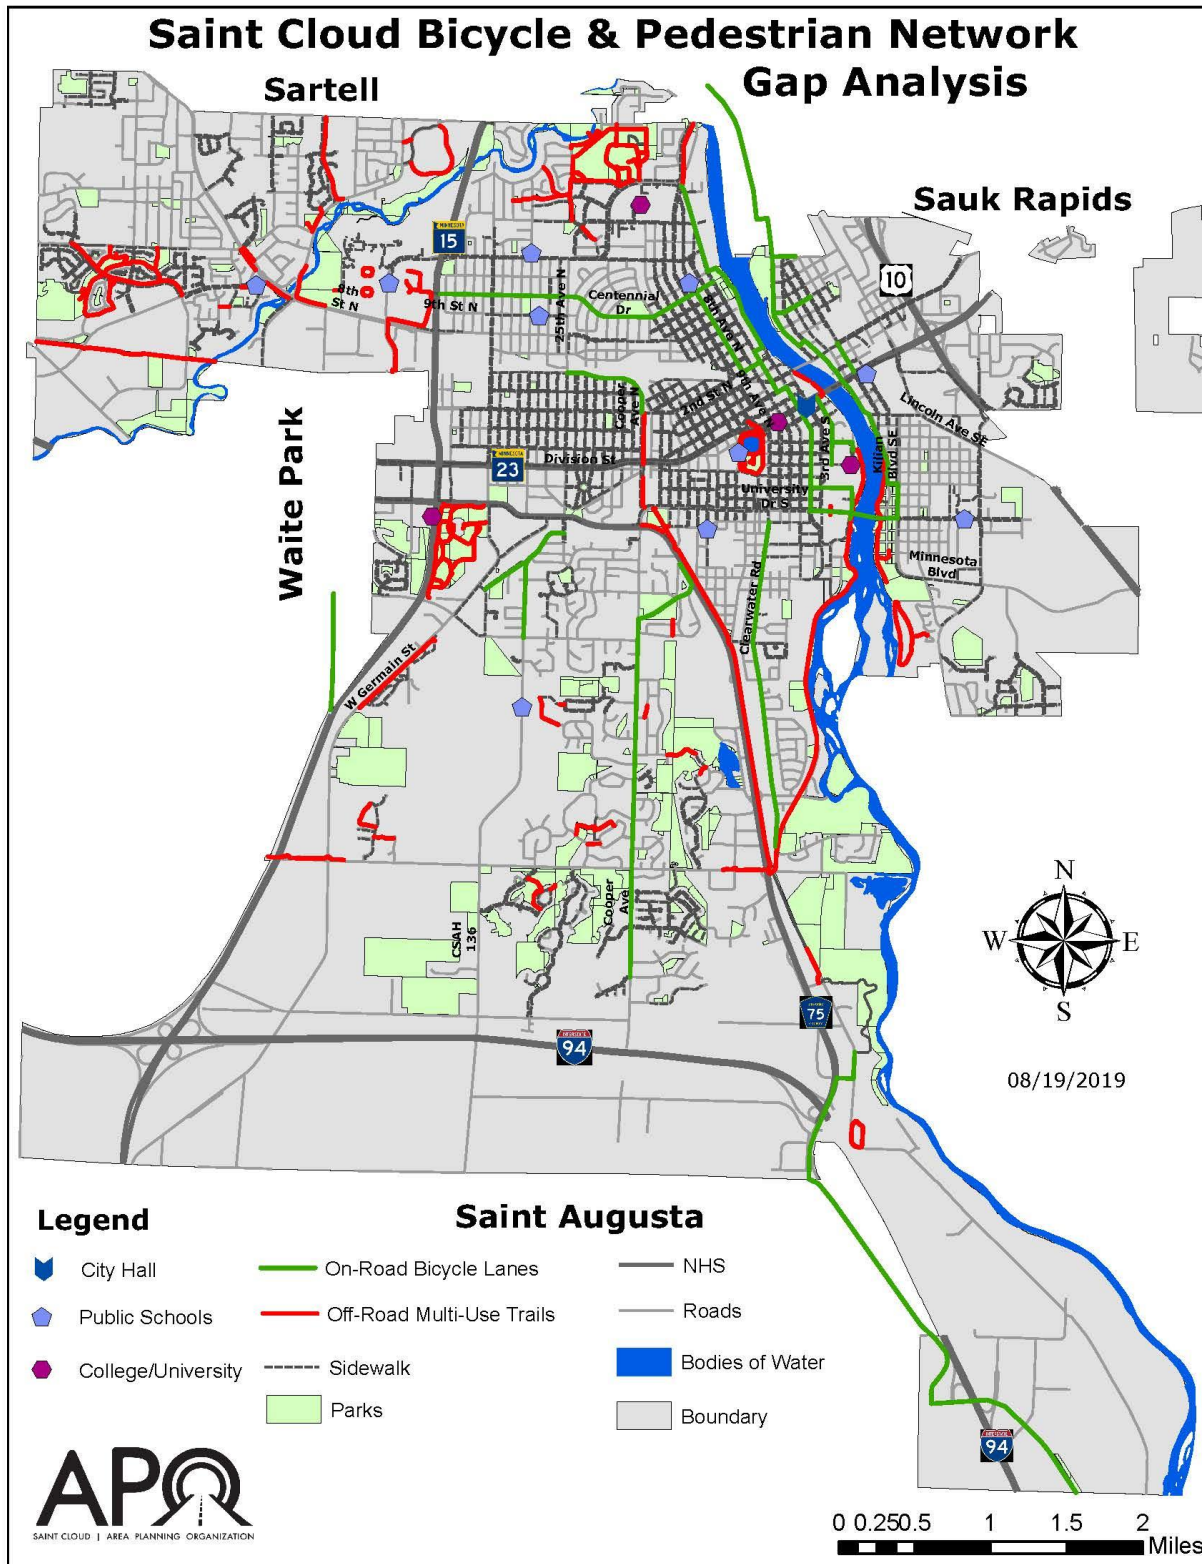 Saint Cloud Bicycle & Pedestrian Network
Gap Analysis
Sartell
Sauk Rapids
MINNESOTA
15
10
8th
St N
9th St N
25th Ave N
Centennial
Dr
8th Ave N
9th Ave N
2nd St N
Cooper
Ave N
Lincoln Ave SE
Waite Park
MINNESOTA
23
Division St
3rd Ave S
Kilian
Blvd SE
University
Dr S
Minnesota
Blvd
Clearwater Rd
W Germain St
Cooper
Ave
CSAH
136
N
W
E
S
75
94
08/19/2019
Saint Augusta
Legend
City Hall
Public Schools
College/University
On-Road Bicycle Lanes
Off-Road Multi-Use Trails
Sidewalk
Parks
NHS
Roads
Bodies of Water
Boundary
94
APO
SAINT CLOUD | AREA PLANNING ORGANIZATION
0 0.25 0.5 1 1.5 2
Miles